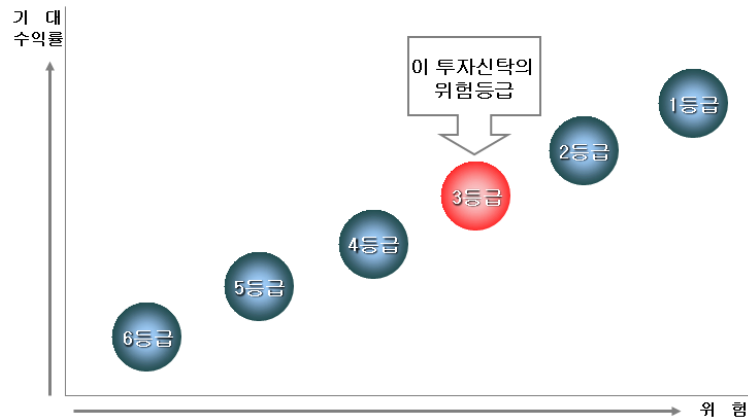 기 대
수익률
이 투자신탁의
위험등급
1등급
2등급
3등급
4등급
5등급
6등급
위 험